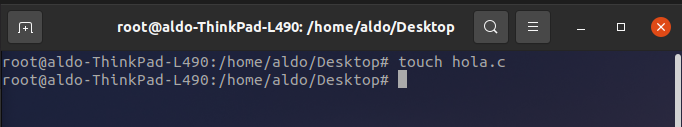 root@aldo-ThinkPad-L490: /home/aldo/Desktop
root@aldo-ThinkPad-L490:/home/aldo/Desktop# touch hola.c
root@aldo-ThinkPad-L490:/home/aldo/Desktop#